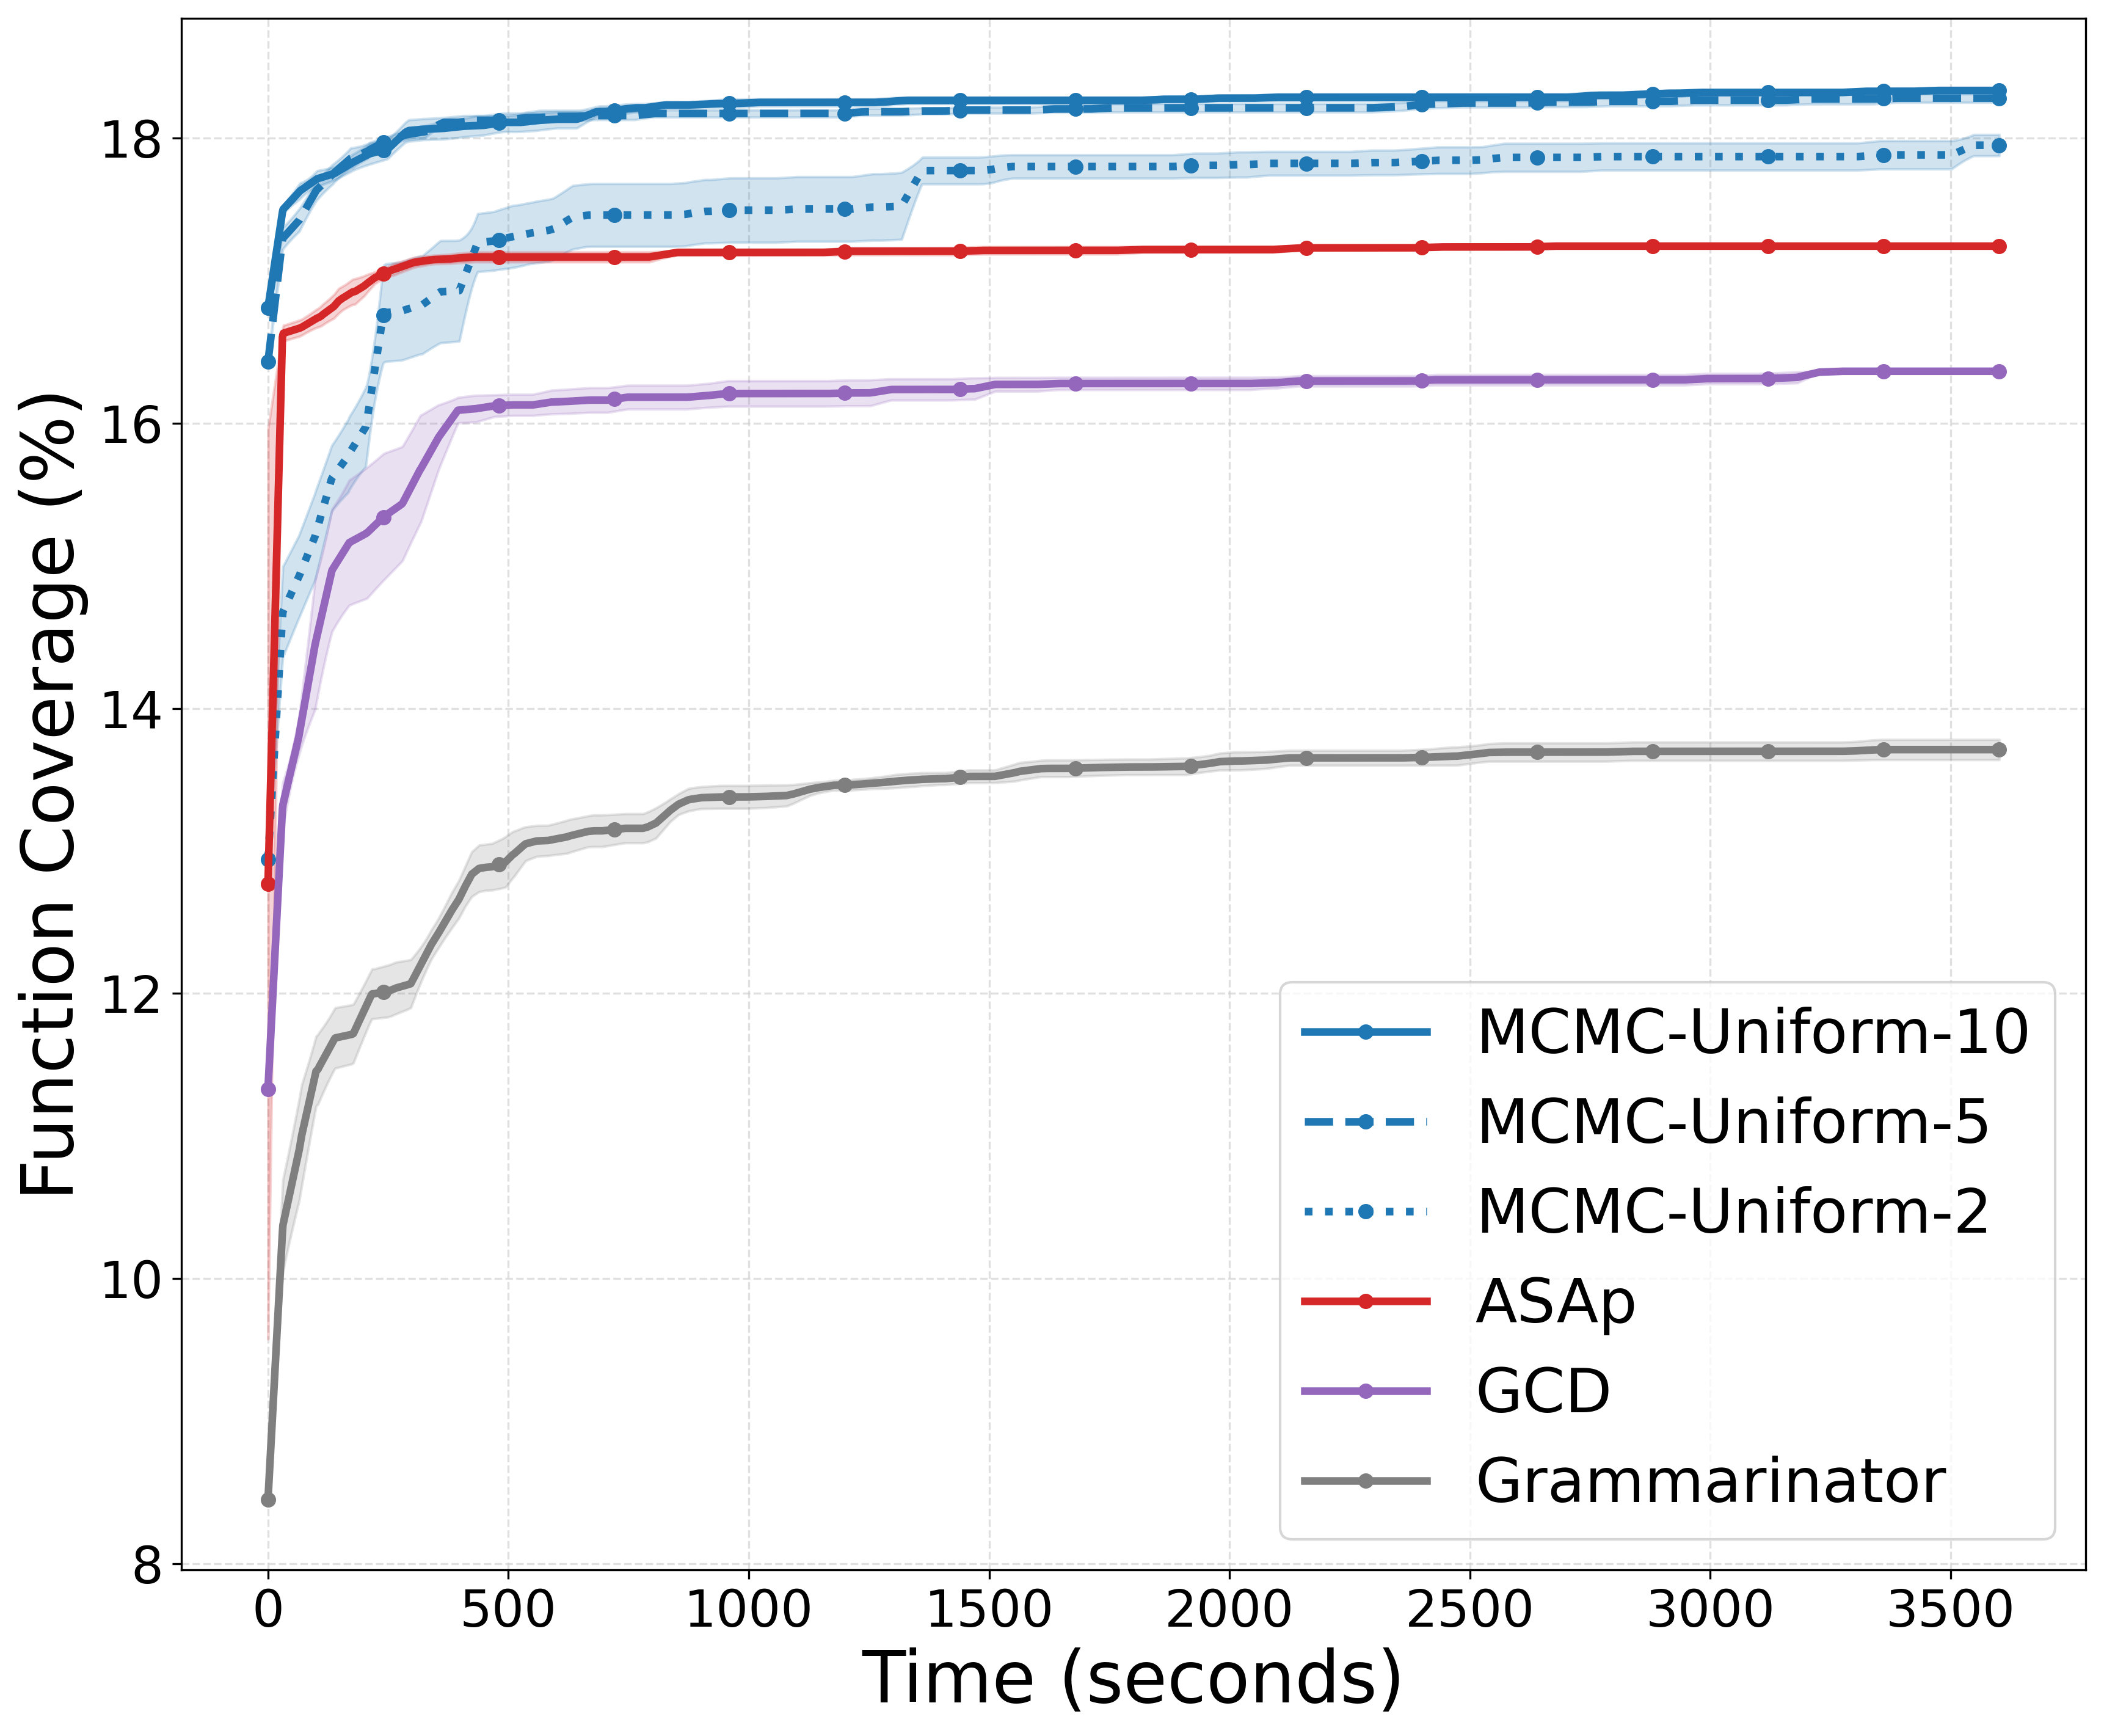 Function Coverage (%)
18
16
14
12
10
8
0 500 1000 1500 2000 2500 3000 3500
Time (seconds)
MCMC-Uniform-10
MCMC-Uniform-5
MCMC-Uniform-2
ASAp
GCD
Grammarinator